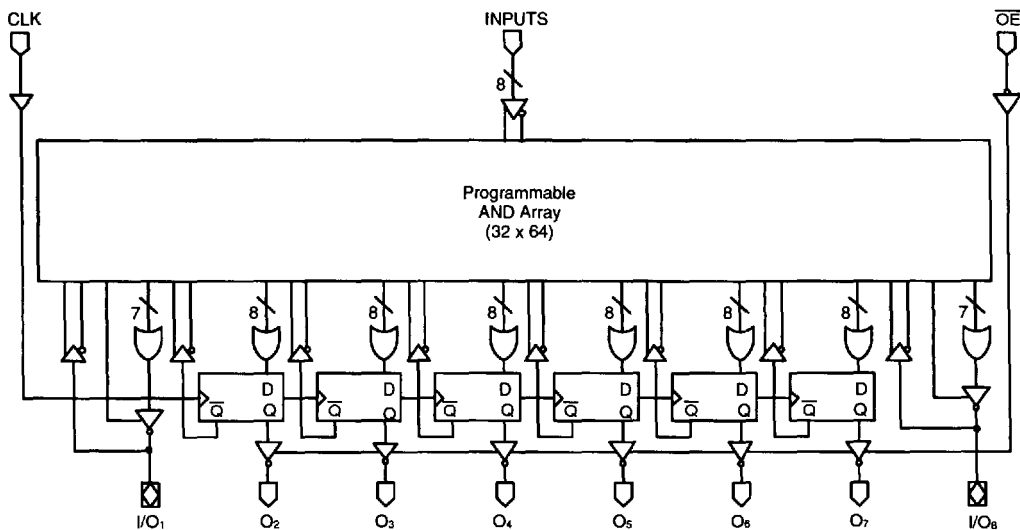 CLK INPUTS O̅E̅
8
Programmable
AND Array
(32 x 64)
7 8 8 8 8 8 8 7
D D D D D D
Q̅ Q Q̅ Q Q̅ Q Q̅ Q Q̅ Q Q̅ Q
I/O₁ O₂ O₃ O₄ O₅ O₆ O₇ I/O₈